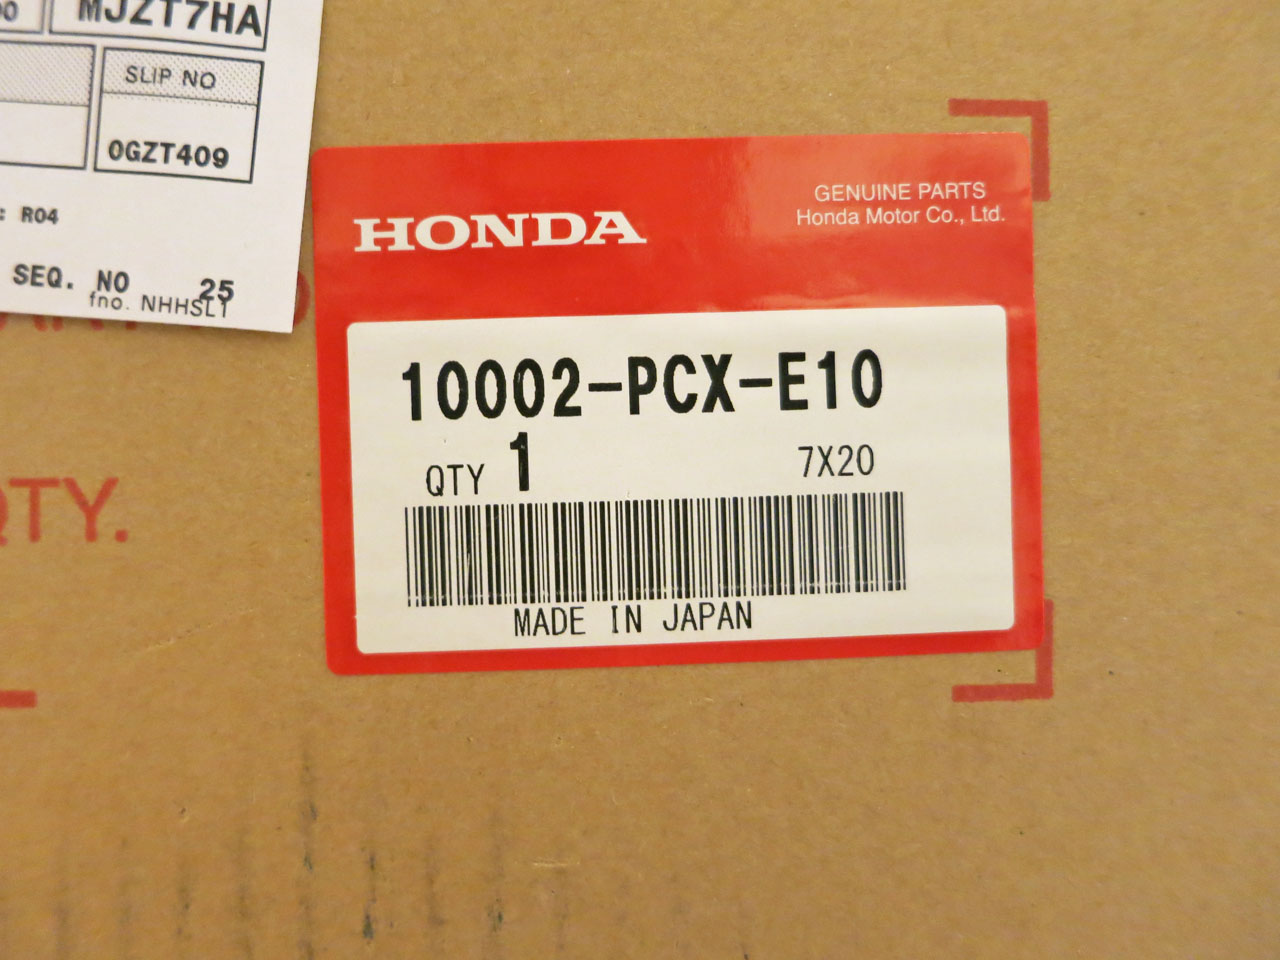 MJZT7HA
SLIP NO
0GZT409
: R04
SEQ. NO 25
fno. NHHSL1
HONDA
GENUINE PARTS
Honda Motor Co., Ltd.
10002-PCX-E10
QTY 1 7X20
MADE IN JAPAN
QTY.